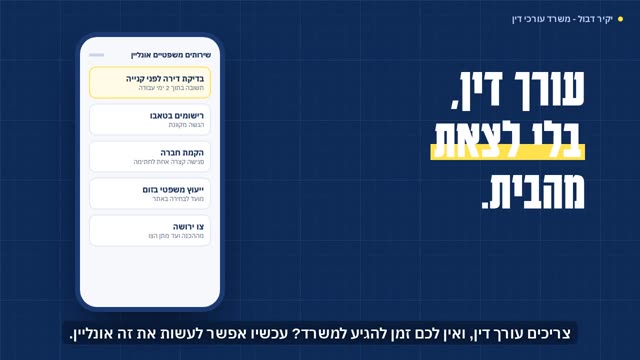 יקיר דבול - משרד עורכי דין
עורך דין,
בלי לצאת
מהבית.
שירותים משפטיים אונליין
בדיקת דירה לפני קנייה
תשובה בתוך 2 ימי עבודה
רישומים בטאבו
הגשה מקוונת
הקמת חברה
פגישה קצרה אחת לחתימה
ייעוץ משפטי בזום
מועד לבחירה באתר
צו ירושה
מההכנה ועד מתן הצו
צריכים עורך דין, ואין לכם זמן להגיע למשרד? עכשיו אפשר לעשות את זה אונליין.